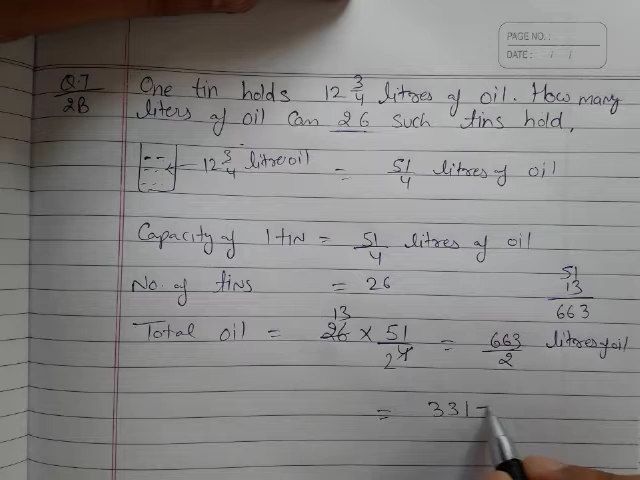 PAGE NO.:
DATE: / /
Q.7
2B
One tin holds 12 3/4 litres of oil. How many
liters of oil can 26 such tins hold.
12 3/4 litre oil = 51/4 litres of oil
Capacity of 1 tin = 51/4 litres of oil
No. of tins = 26
51
13
663
13
Total oil = 26 × 51/4 = 663/2 litres of oil
2
= 331